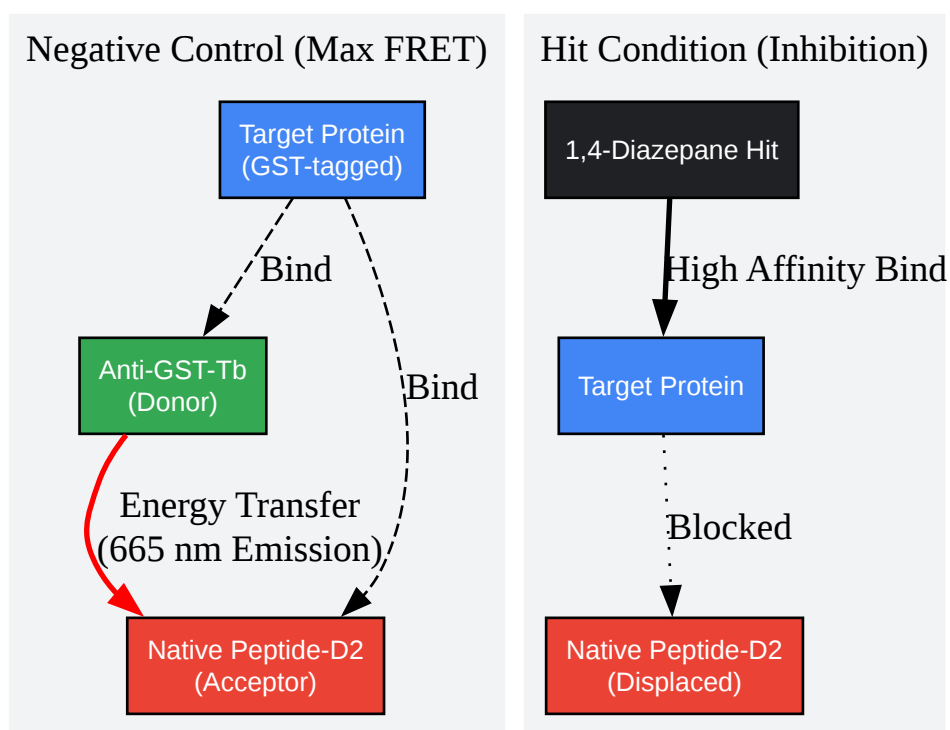 Negative Control (Max FRET)
Target Protein
(GST-tagged)
Bind
Anti-GST-Tb
(Donor)
Bind
Energy Transfer
(665 nm Emission)
Native Peptide-D2
(Acceptor)
Hit Condition (Inhibition)
1,4-Diazepane Hit
High Affinity Bind
Target Protein
Blocked
Native Peptide-D2
(Displaced)